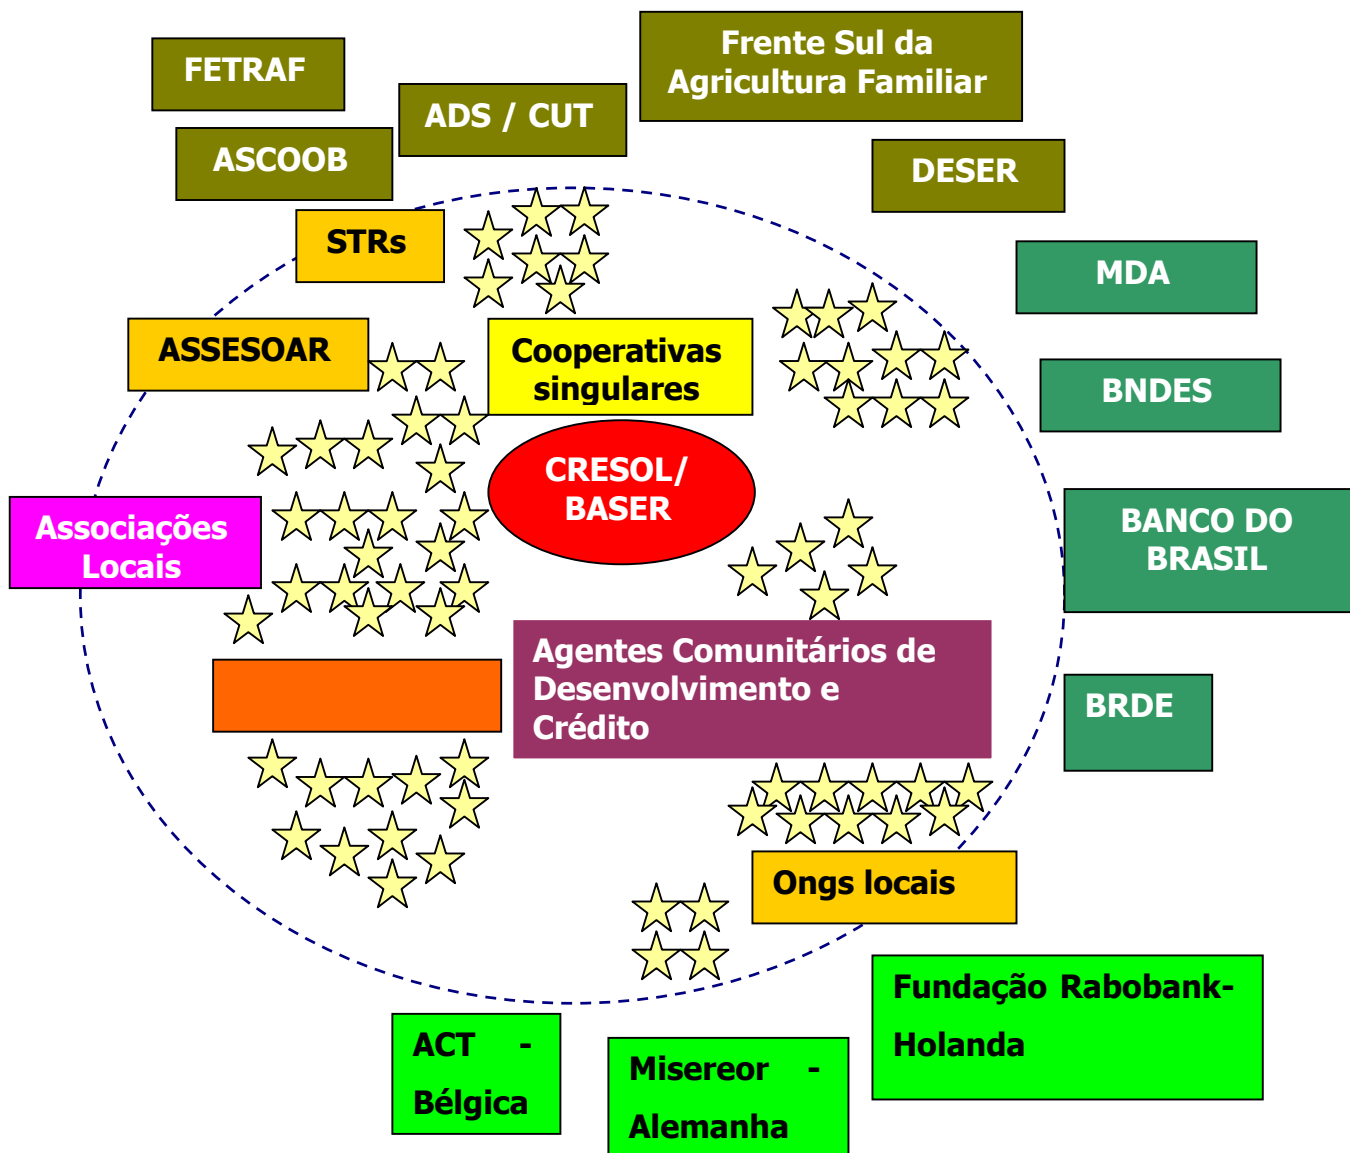 FETRAF
ADS / CUT
Frente Sul da
Agricultura Familiar
ASCOOB
DESER
STRs
MDA
ASSESOAR
Cooperativas
singulares
BNDES
CRESOL/
BASER
Associações
Locais
BANCO DO
BRASIL
Agentes Comunitários de
Desenvolvimento e
Crédito
BRDE
Ongs locais
Fundação Rabobank-
Holanda
ACT -
Bélgica
Misereor -
Alemanha